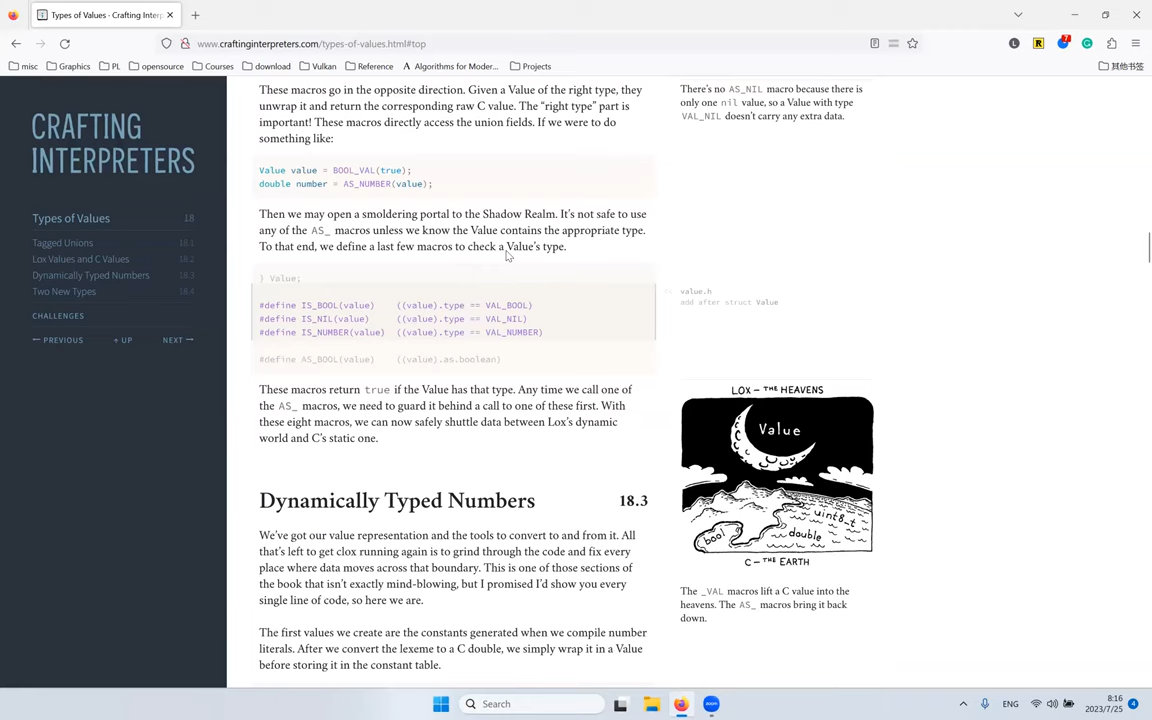 Types of Values - Crafting Interp
www.craftinginterpreters.com/types-of-values.html#top
7
misc
Graphics
PL
opensource
Courses
download
Vulkan
Reference
Algorithms for Moder...
Projects
其他书签
CRAFTING
INTERPRETERS
Types of Values 18
Tagged Unions 18.1
Lox Values and C Values 18.2
Dynamically Typed Numbers 18.3
Two New Types 18.4
CHALLENGES
← PREVIOUS ↑ UP NEXT →
These macros go in the opposite direction. Given a Value of the right type, they
unwrap it and return the corresponding raw C value. The “right type” part is
important! These macros directly access the union fields. If we were to do
something like:
Value value = BOOL_VAL(true);
double number = AS_NUMBER(value);
Then we may open a smoldering portal to the Shadow Realm. It’s not safe to use
any of the AS_ macros unless we know the Value contains the appropriate type.
To that end, we define a last few macros to check a Value’s type.
} Value;
#define IS_BOOL(value) ((value).type == VAL_BOOL)
#define IS_NIL(value) ((value).type == VAL_NIL)
#define IS_NUMBER(value) ((value).type == VAL_NUMBER)
#define AS_BOOL(value) ((value).as.boolean)
These macros return true if the Value has that type. Any time we call one of
the AS_ macros, we need to guard it behind a call to one of these first. With
these eight macros, we can now safely shuttle data between Lox’s dynamic
world and C’s static one.
Dynamically Typed Numbers 18.3
We’ve got our value representation and the tools to convert to and from it. All
that’s left to get clox running again is to grind through the code and fix every
place where data moves across that boundary. This is one of those sections of
the book that isn’t exactly mind-blowing, but I promised I’d show you every
single line of code, so here we are.
The first values we create are the constants generated when we compile number
literals. After we convert the lexeme to a C double, we simply wrap it in a Value
before storing it in the constant table.
There’s no AS_NIL macro because there is
only one nil value, so a Value with type
VAL_NIL doesn’t carry any extra data.
value.h
add after struct Value
LOX – THE HEAVENS
Value
uint8_t
bool
double
C – THE EARTH
The _VAL macros lift a C value into the
heavens. The AS_ macros bring it back
down.
Search
ENG
8:16
2023/7/25
4